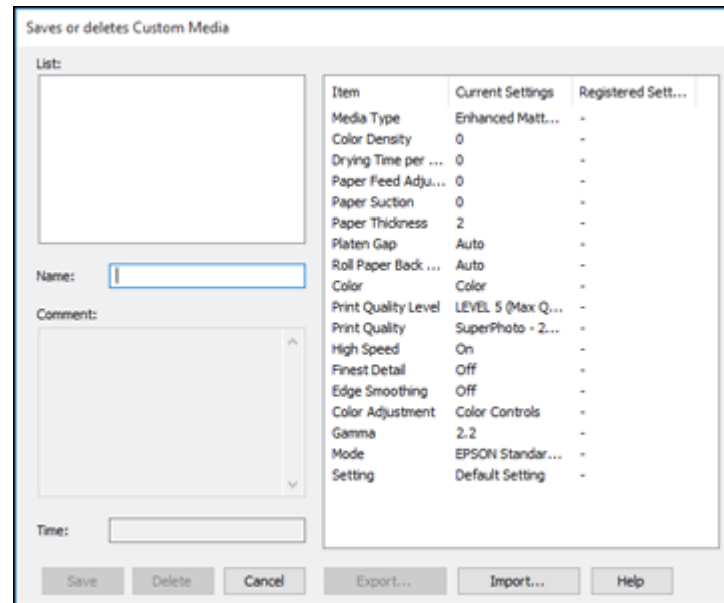 Saves or deletes Custom Media
List:
Item Current Settings Registered Sett...
Media Type Enhanced Matt... -
Color Density 0 -
Drying Time per ... 0 -
Paper Feed Adju... 0 -
Paper Suction 0 -
Paper Thickness 2 -
Platen Gap Auto -
Roll Paper Back ... Auto -
Name:
Color Color -
Print Quality Level LEVEL 5 (Max Q... -
Comment:
Print Quality SuperPhoto - 2... -
High Speed On -
Finest Detail Off -
Edge Smoothing Off -
Color Adjustment Color Controls -
Gamma 2.2 -
Mode EPSON Standar... -
Setting Default Setting -
Time:
Save Delete Cancel Export... Import... Help